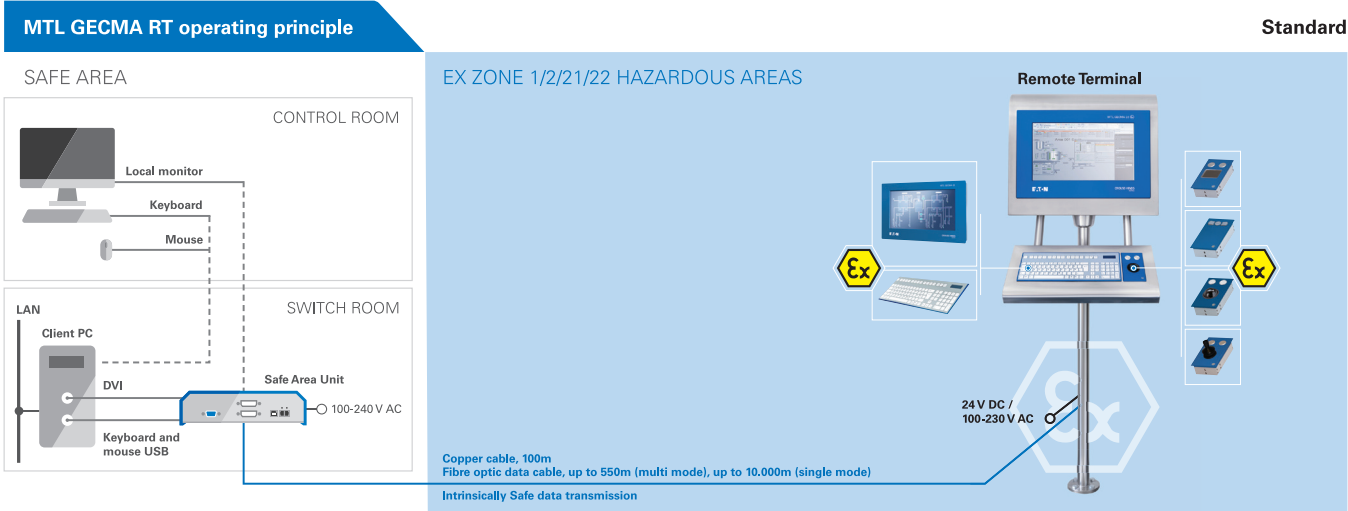 MTL GECMA RT operating principle
Standard
SAFE AREA
EX ZONE 1/2/21/22 HAZARDOUS AREAS
Remote Terminal
CONTROL ROOM
Local monitor
Keyboard
Mouse
SWITCH ROOM
LAN
Client PC
DVI
Safe Area Unit
100-240 V AC
Keyboard and
mouse USB
E·T·N
E·T·N
Ex
Ex
Ex
24 V DC /
100-230 V AC
Copper cable, 100m
Fibre optic data cable, up to 550m (multi mode), up to 10.000m (single mode)
Intrinsically Safe data transmission